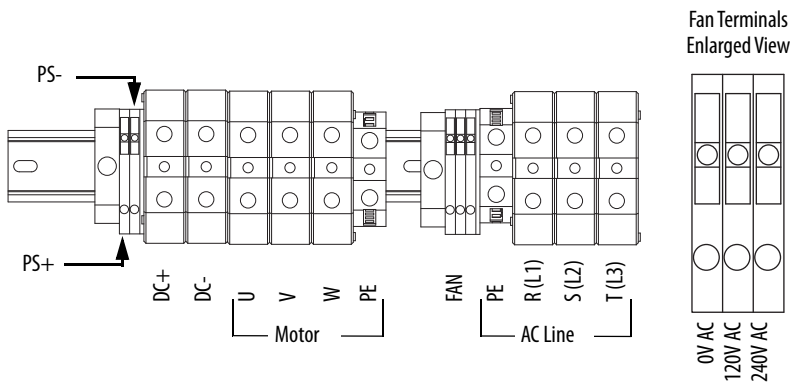 Fan Terminals
Enlarged View
PS-
PS+
DC+
DC-
U
V
W
PE
FAN
PE
R (L1)
S (L2)
T (L3)
Motor
AC Line
0V AC
120V AC
240V AC